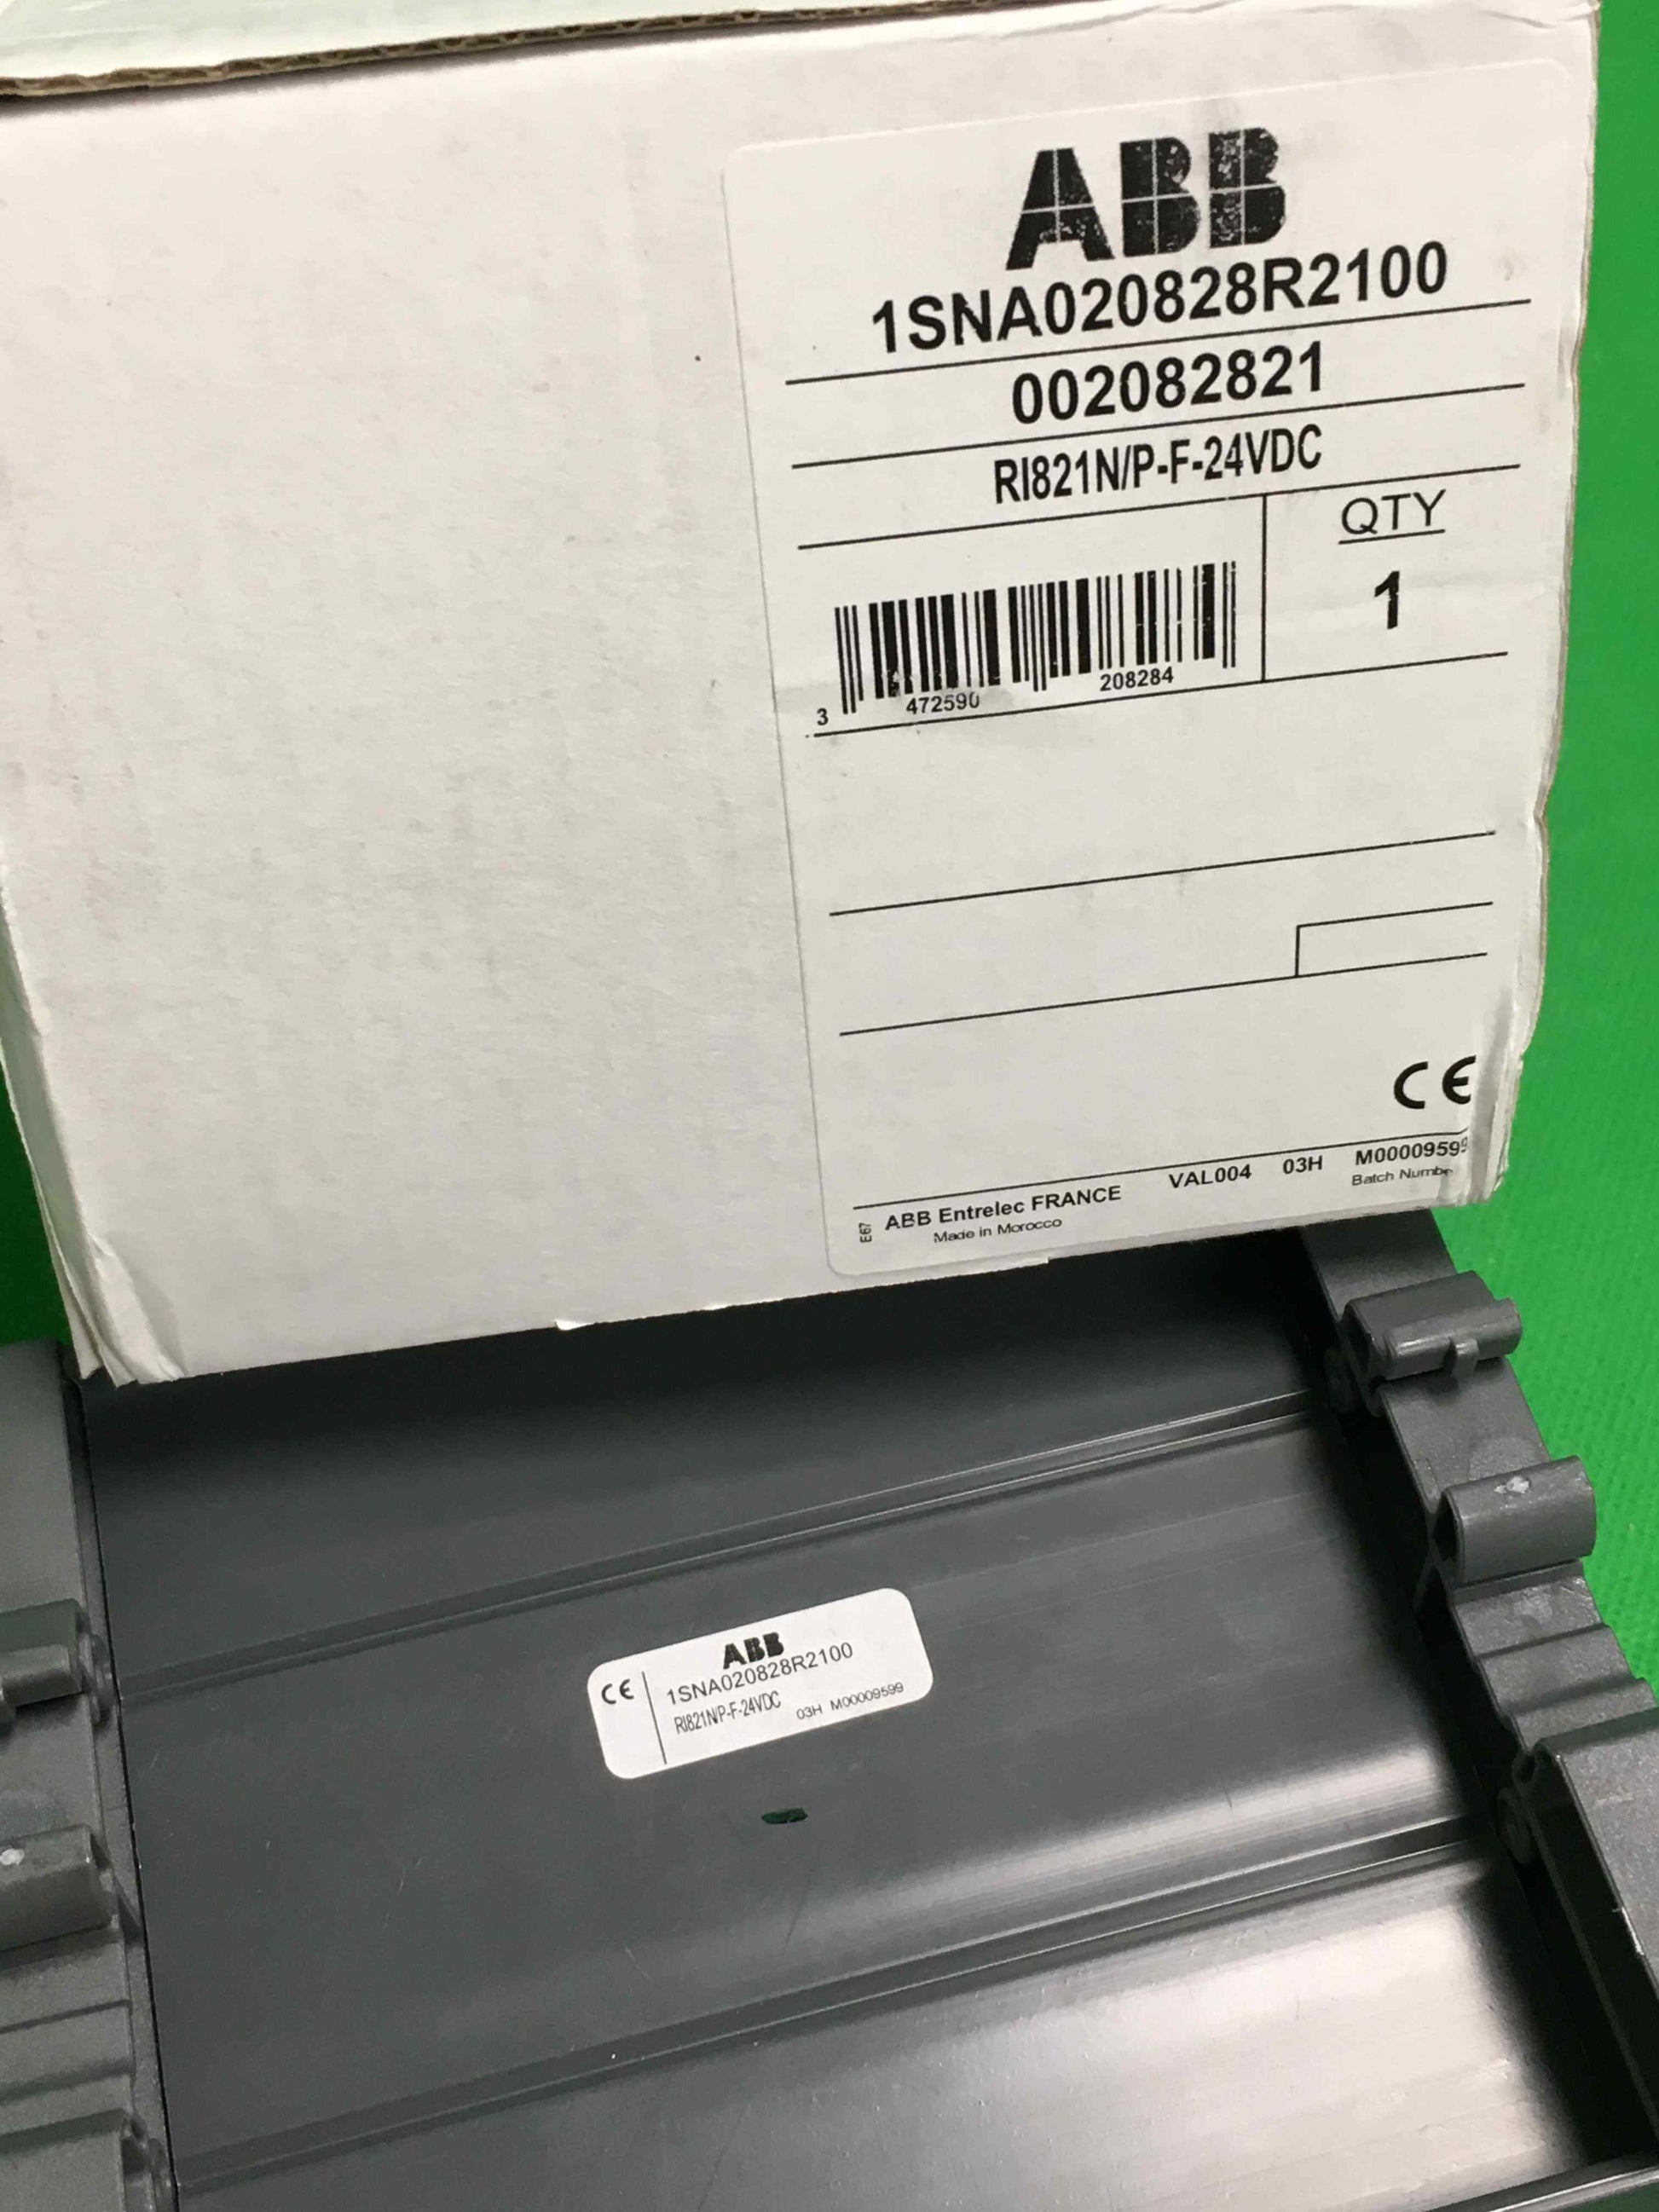 ABB
1SNA020828R2100
002082821
RI821N/P-F-24VDC
QTY
1
3 472590 208284
CE
E67 ABB Entrelec FRANCE VAL004 03H M00009599
Made in Morocco Batch Numbe
ABB
CE 1SNA020828R2100
RI821N/P-F-24VDC 03H M00009599